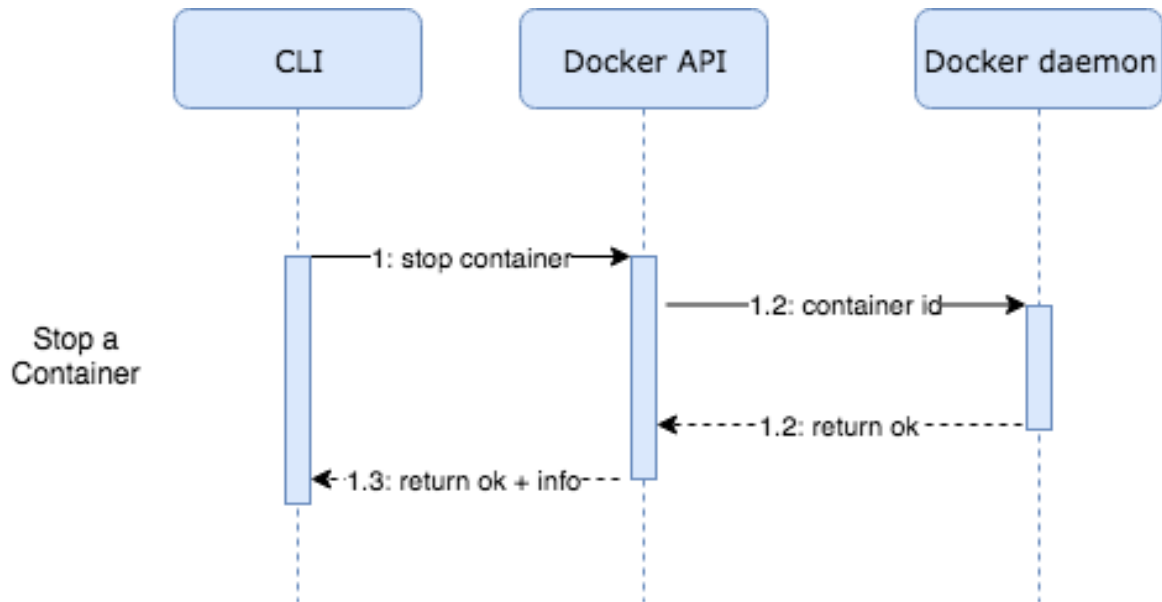 CLI
Docker API
Docker daemon
1: stop container
1.2: container id
Stop a
Container
1.2: return ok
1.3: return ok + info